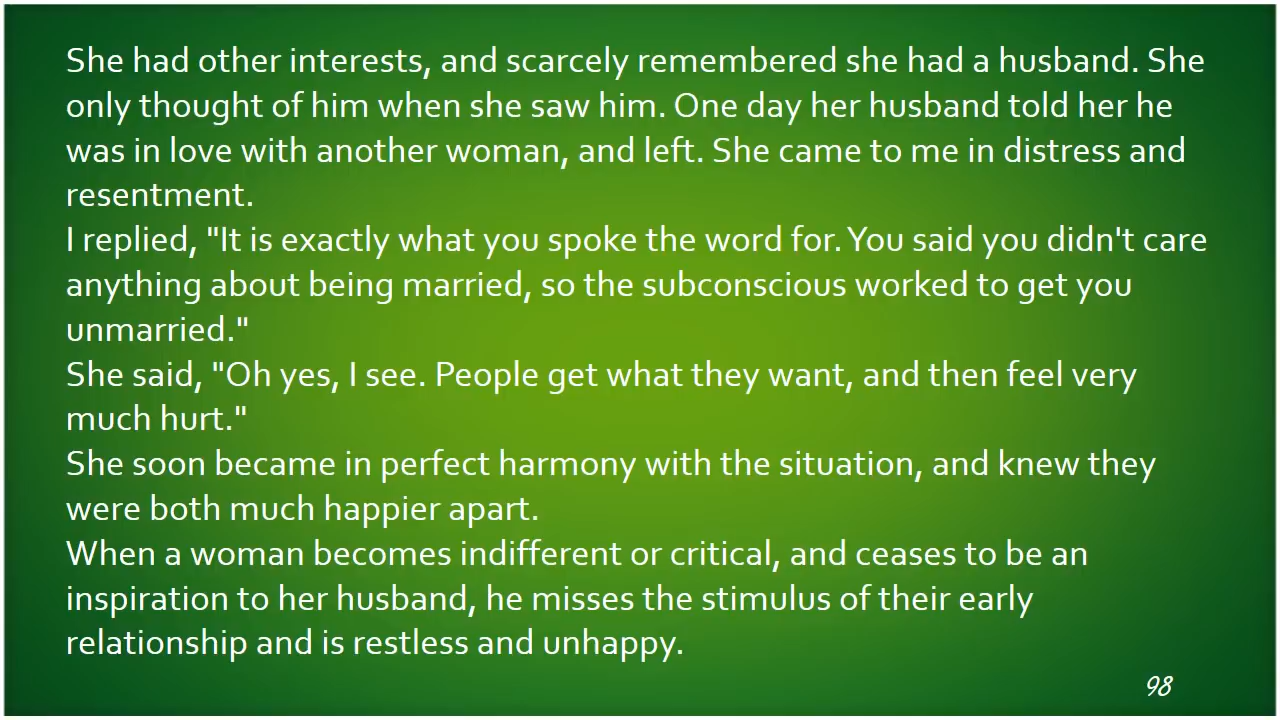 She had other interests, and scarcely remembered she had a husband. She
only thought of him when she saw him. One day her husband told her he
was in love with another woman, and left. She came to me in distress and
resentment.
I replied, "It is exactly what you spoke the word for. You said you didn't care
anything about being married, so the subconscious worked to get you
unmarried."
She said, "Oh yes, I see. People get what they want, and then feel very
much hurt."
She soon became in perfect harmony with the situation, and knew they
were both much happier apart.
When a woman becomes indifferent or critical, and ceases to be an
inspiration to her husband, he misses the stimulus of their early
relationship and is restless and unhappy.
98